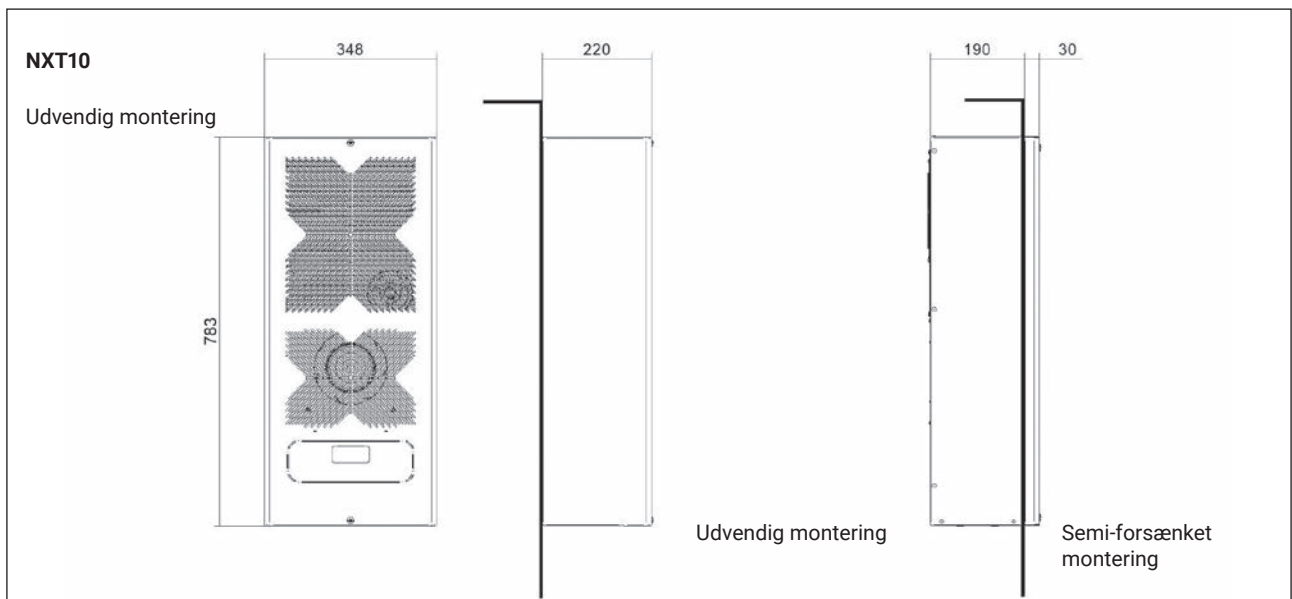 348
220
190
30
NXT10
Udvendig montering
783
Udvendig montering
Semi-forsænket
montering